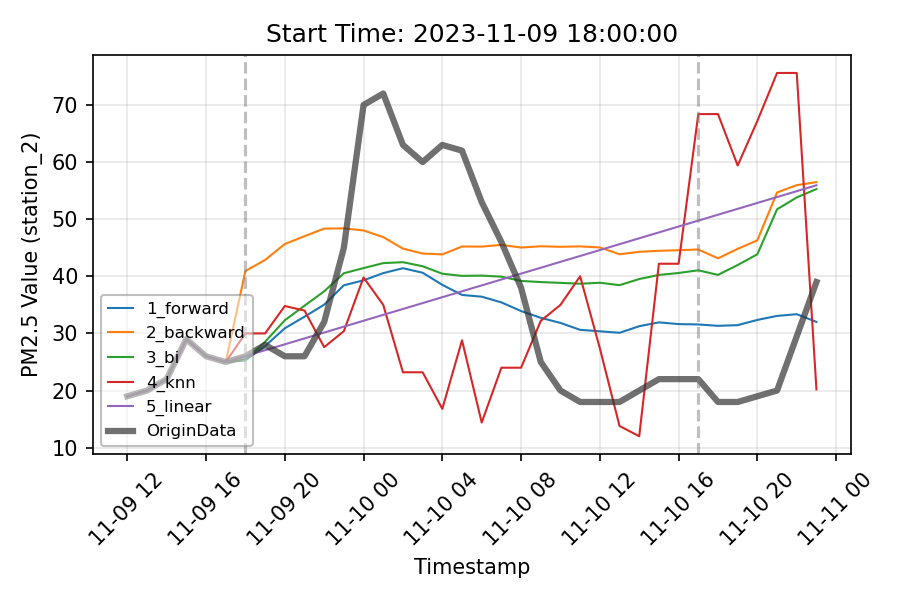 Start Time: 2023-11-09 18:00:00
PM2.5 Value (station_2)
70
60
50
40
30
20
10
1_forward
2_backward
3_bi
4_knn
5_linear
OriginData
11-09 12
11-09 16
11-09 20
11-10 00
11-10 04
11-10 08
11-10 12
11-10 16
11-10 20
11-11 00
Timestamp